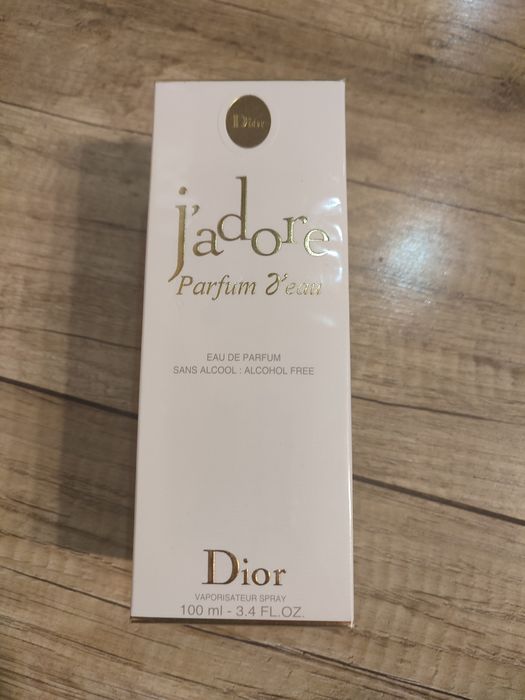 Dior
j'adore
Parfum d'eau
EAU DE PARFUM
SANS ALCOOL : ALCOHOL FREE
Dior
VAPORISATEUR SPRAY
100 ml - 3.4 FL.OZ.